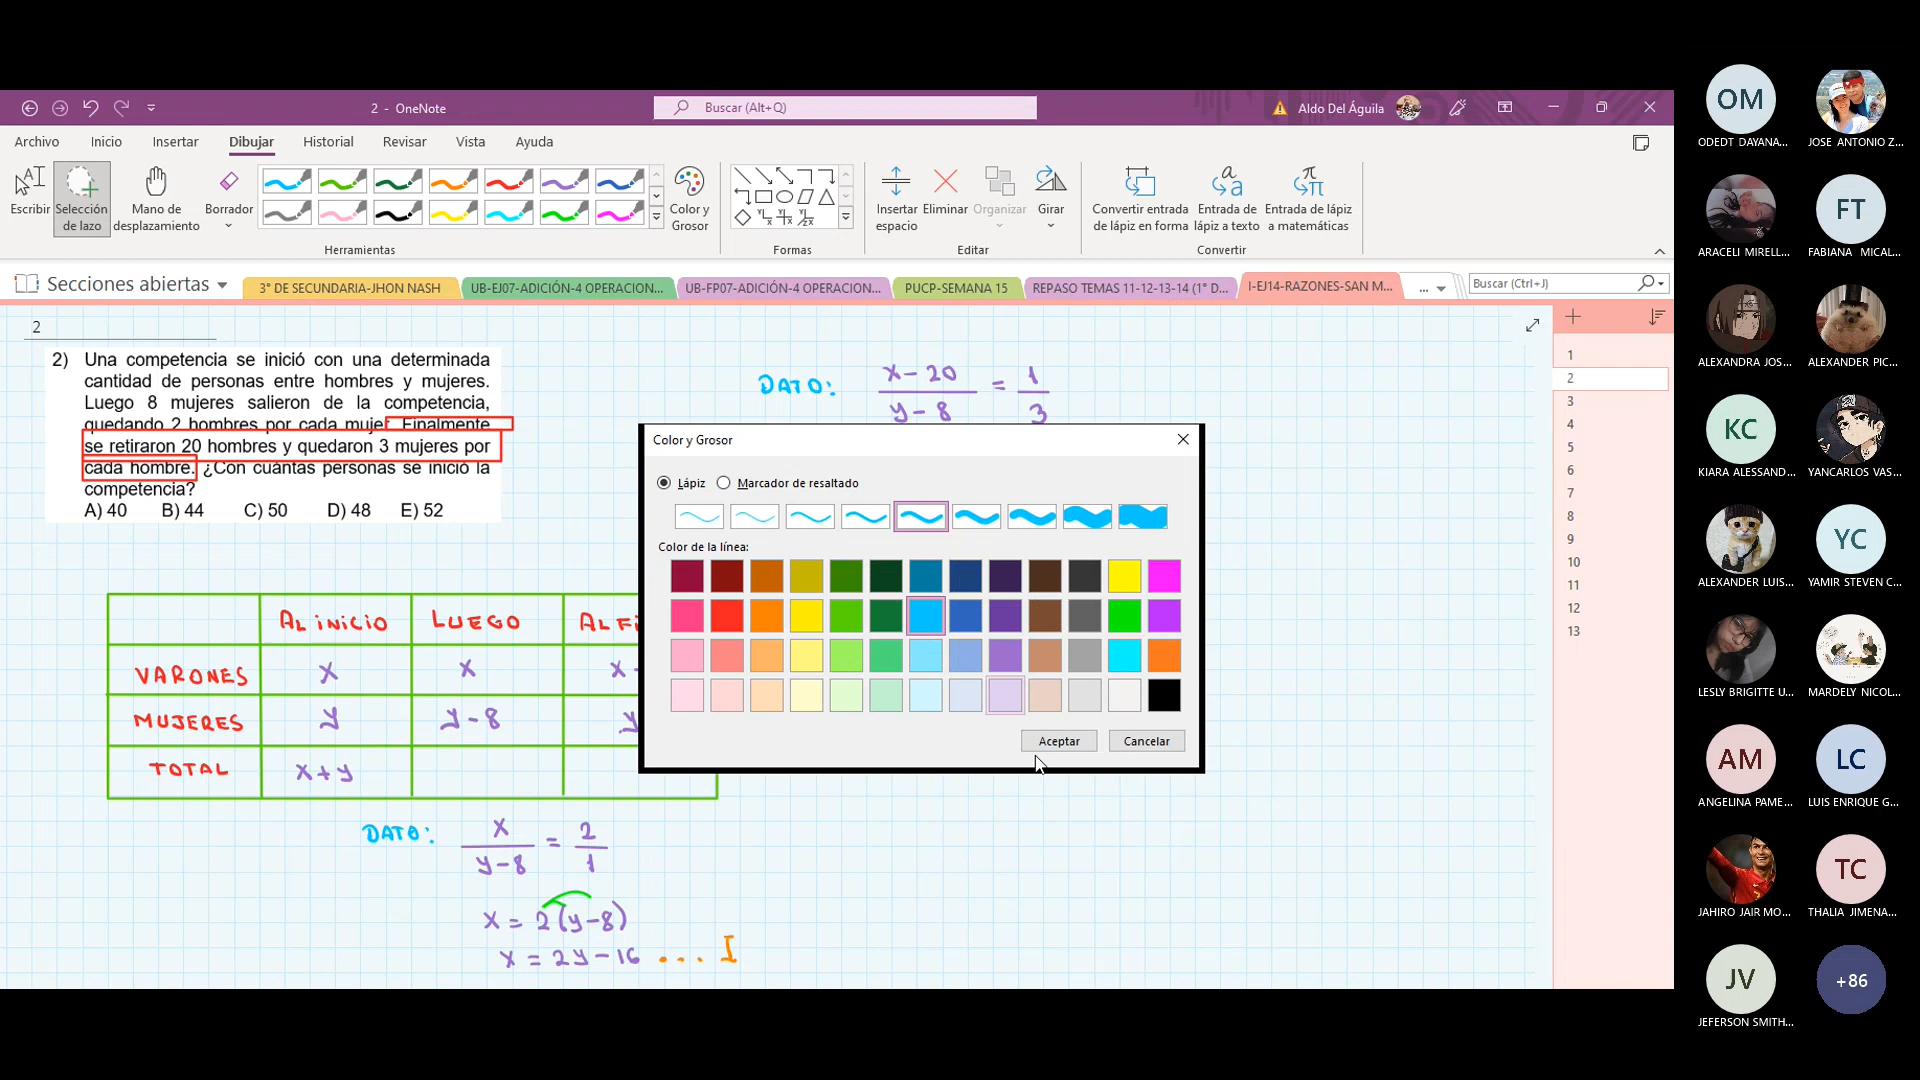 2 - OneNote
Buscar (Alt+Q)
Aldo Del Águila
Archivo
Inicio
Insertar
Dibujar
Historial
Revisar
Vista
Ayuda
Escribir
Selección de lazo
Mano de desplazamiento
Borrador
Color y Grosor
Insertar espacio
Eliminar
Organizar
Girar
Convertir entrada de lápiz en forma
Entrada de lápiz a texto
Entrada de lápiz a matemáticas
Herramientas
Formas
Editar
Convertir
Secciones abiertas
3° DE SECUNDARIA-JHON NASH
UB-EJ07-ADICIÓN-4 OPERACION...
UB-FP07-ADICIÓN-4 OPERACION...
PUCP-SEMANA 15
REPASO TEMAS 11-12-13-14 (1° D...
I-EJ14-RAZONES-SAN M...
...
Buscar (Ctrl+J)
2
2) Una competencia se inició con una determinada
cantidad de personas entre hombres y mujeres.
Luego 8 mujeres salieron de la competencia,
quedando 2 hombres por cada mujer. Finalmente
se retiraron 20 hombres y quedaron 3 mujeres por
cada hombre. ¿Con cuántas personas se inició la
competencia?
A) 40 B) 44 C) 50 D) 48 E) 52
DATO: x-20 / y-8 = 1 / 3
AL INICIO LUEGO AL FI
VARONES x x x-
MUJERES y y-8 y
TOTAL x+y
DATO: x / y-8 = 2 / 1
x = 2(y-8)
x = 2y-16 ... I
Color y Grosor
Lápiz
Marcador de resaltado
Color de la línea:
Aceptar
Cancelar
1
2
3
4
5
6
7
8
9
10
11
12
13
OM
ODEDT DAYANA...
JOSE ANTONIO Z...
ARACELI MIRELL...
FT
FABIANA MICAL...
ALEXANDRA JOS...
ALEXANDER PIC...
KC
KIARA ALESSAND...
YANCARLOS VAS...
ALEXANDER LUIS...
YC
YAMIR STEVEN C...
LESLY BRIGITTE U...
MARDELY NICOL...
AM
ANGELINA PAME...
LC
LUIS ENRIQUE G...
JAHIRO JAIR MO...
TC
THALIA JIMENA...
JV
JEFERSON SMITH...
+86